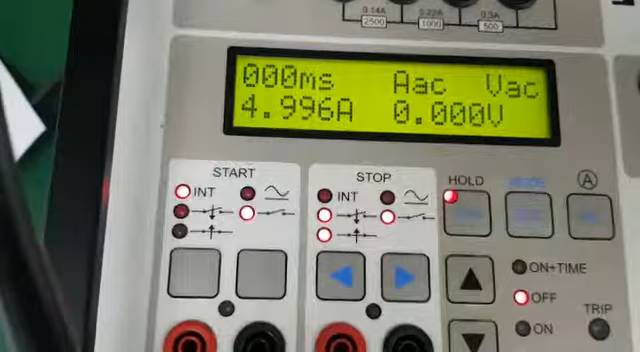 0.14A 0.22A 0.3A
2500 1000 500
000ms Aac Vac
4.996A 0.000V
START
INT
STOP
INT
HOLD
MODE
A
ON+TIME
OFF
ON
TRIP